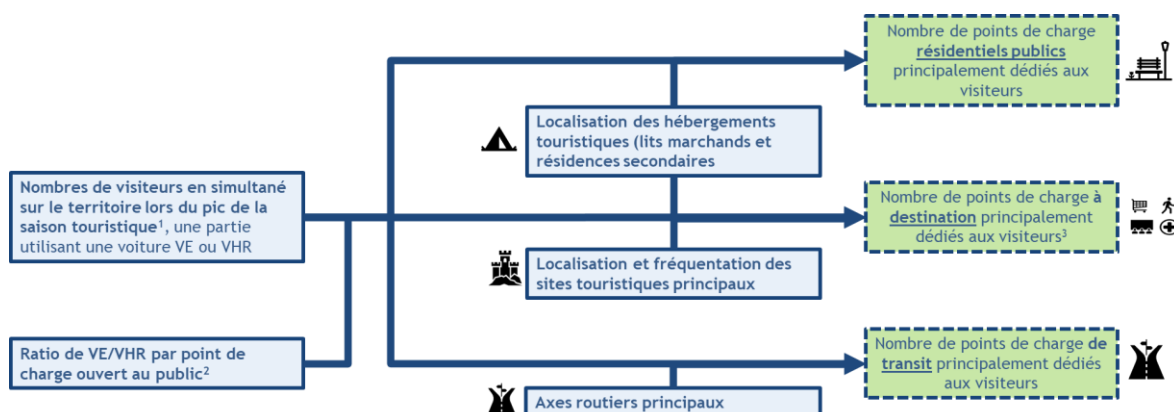 Nombre de points de charge
résidentiels publics
principalement dédiés aux
visiteurs
Localisation des hébergements
touristiques (lits marchands et
résidences secondaires
Nombres de visiteurs en simultané
sur le territoire lors du pic de la
saison touristique¹, une partie
utilisant une voiture VE ou VHR
Nombre de points de charge à
destination principalement
dédiés aux visiteurs³
Localisation et fréquentation des
sites touristiques principaux
Ratio de VE/VHR par point de
charge ouvert au public²
Nombre de points de charge de
transit principalement dédiés
aux visiteurs
Axes routiers principaux